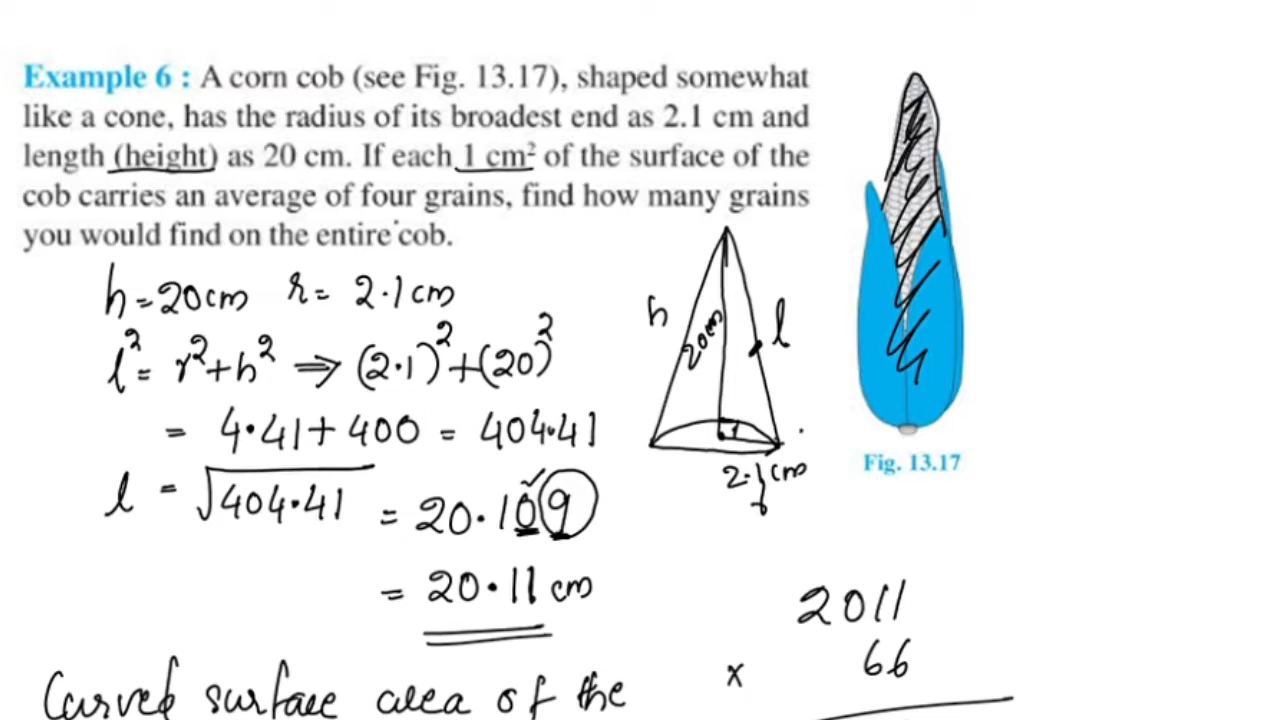 Example 6 : A corn cob (see Fig. 13.17), shaped somewhat
like a cone, has the radius of its broadest end as 2.1 cm and
length (height) as 20 cm. If each 1 cm² of the surface of the
cob carries an average of four grains, find how many grains
you would find on the entire cob.
h = 20cm r = 2.1cm
l² = r² + h² ⇒ (2.1)² + (20)²
= 4.41 + 400 = 404.41
l = √404.41 = 20.109
= 20.11 cm
Curved surface area of the
h
20cm
l
2.1 cm
r
Fig. 13.17
2011
x 66